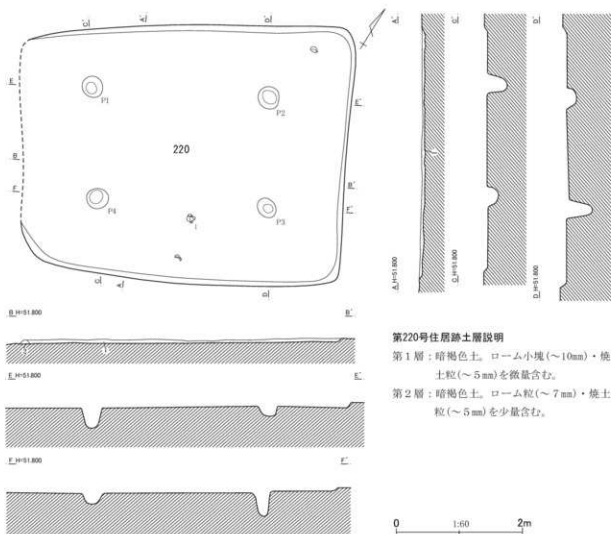 C'
A'
D'
E
E'
P1
P2
220
B
B'
F
F'
P4
P3
1
C
A
D
A'
C'
D'
1
A H=51.800
C H=51.800
D H=51.800
B H=51.800
B'
2
1
E H=51.800
E'
F H=51.800
F'
第220号住居跡土層説明
第1層：暗褐色土。ローム小塊(～10mm)・焼
土粒(～5mm)を微量含む。
第2層：暗褐色土。ローム粒(～7mm)・焼土
粒(～5mm)を少量含む。
0 1:60 2m